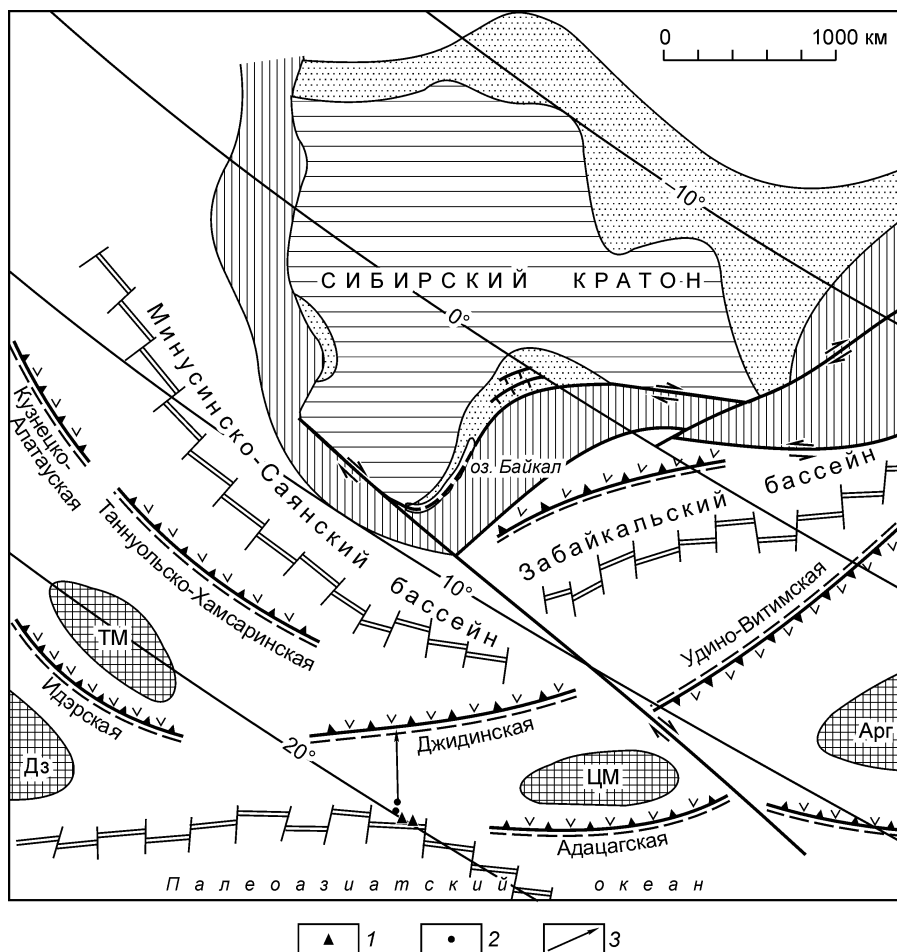 0 1000 км
–10°
СИБИРСКИЙ КРАТОН
0°
Минусинско-Саянский бассейн
Кузнецко-
Алатауская
оз. Байкал
Забайкальский бассейн
Таннуольско-Хамсаринская
10°
Удино-Витимская
ТМ
Идэрская
20°
Джидинская
Арг
Дз
ЦМ
Адацагская
Палеоазиатский океан
1 2 3